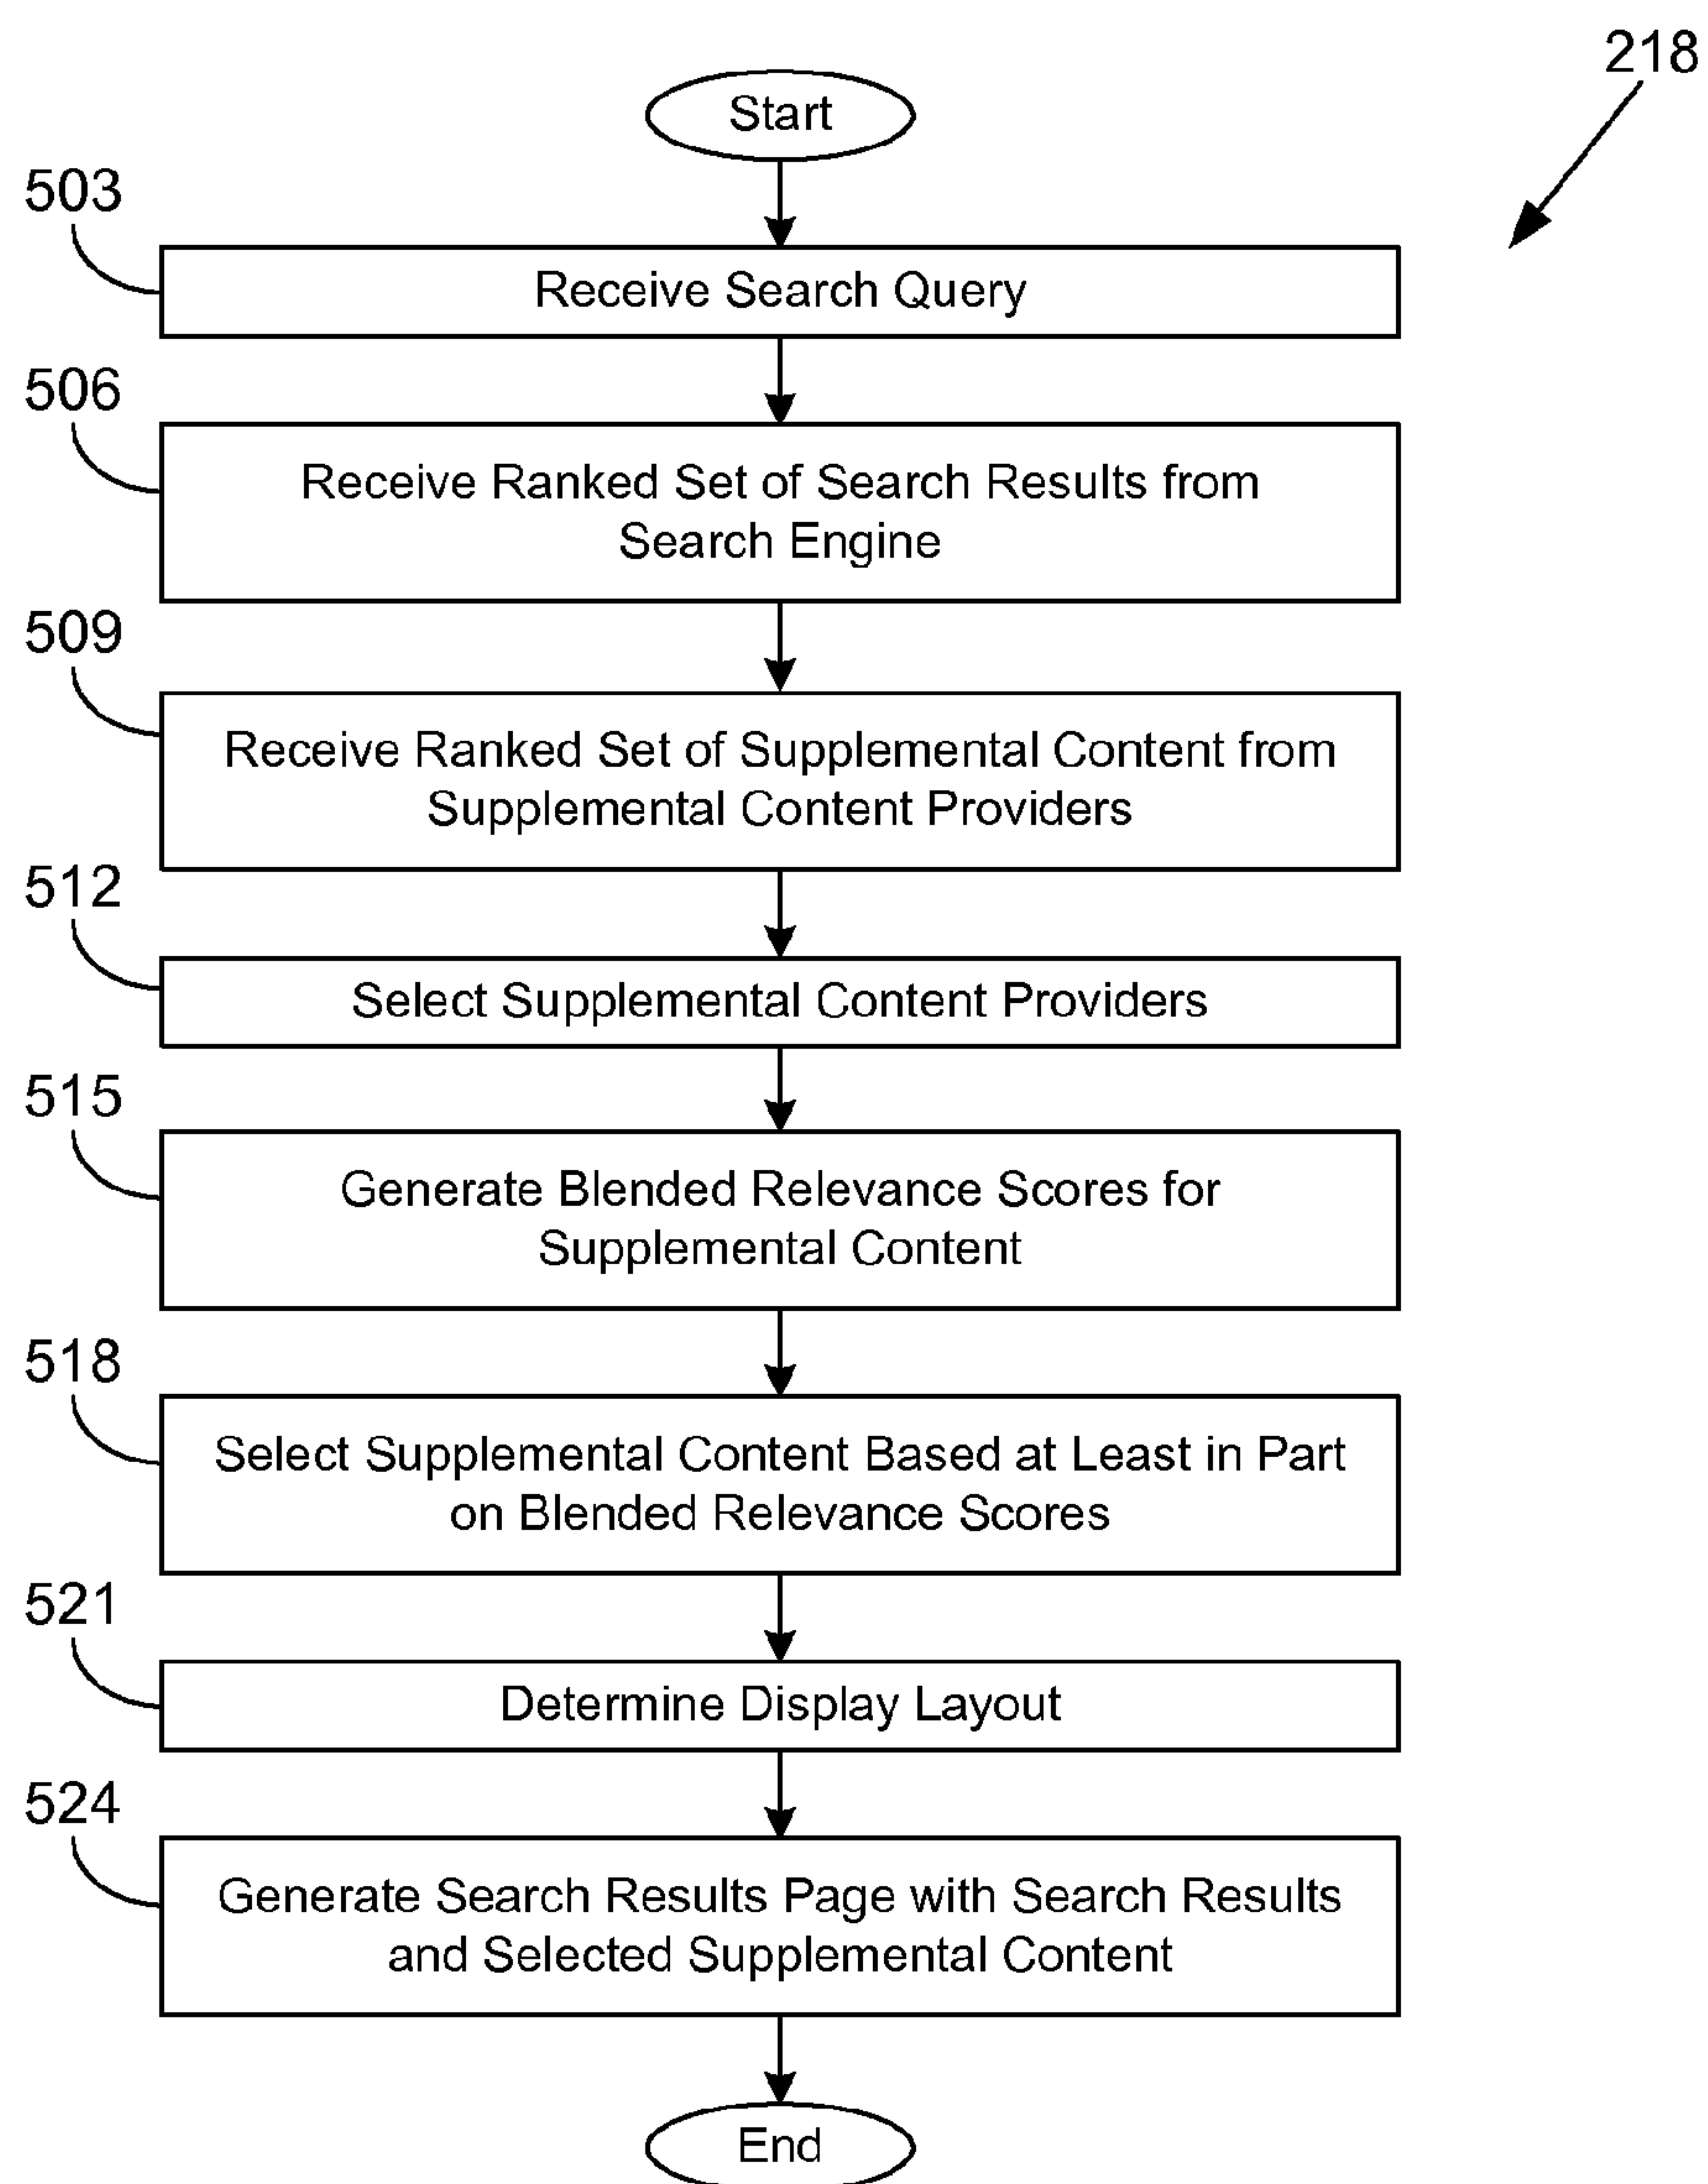 218
Start
503
Receive Search Query
506
Receive Ranked Set of Search Results from
Search Engine
509
Receive Ranked Set of Supplemental Content from
Supplemental Content Providers
512
Select Supplemental Content Providers
515
Generate Blended Relevance Scores for
Supplemental Content
518
Select Supplemental Content Based at Least in Part
on Blended Relevance Scores
521
Determine Display Layout
524
Generate Search Results Page with Search Results
and Selected Supplemental Content
End